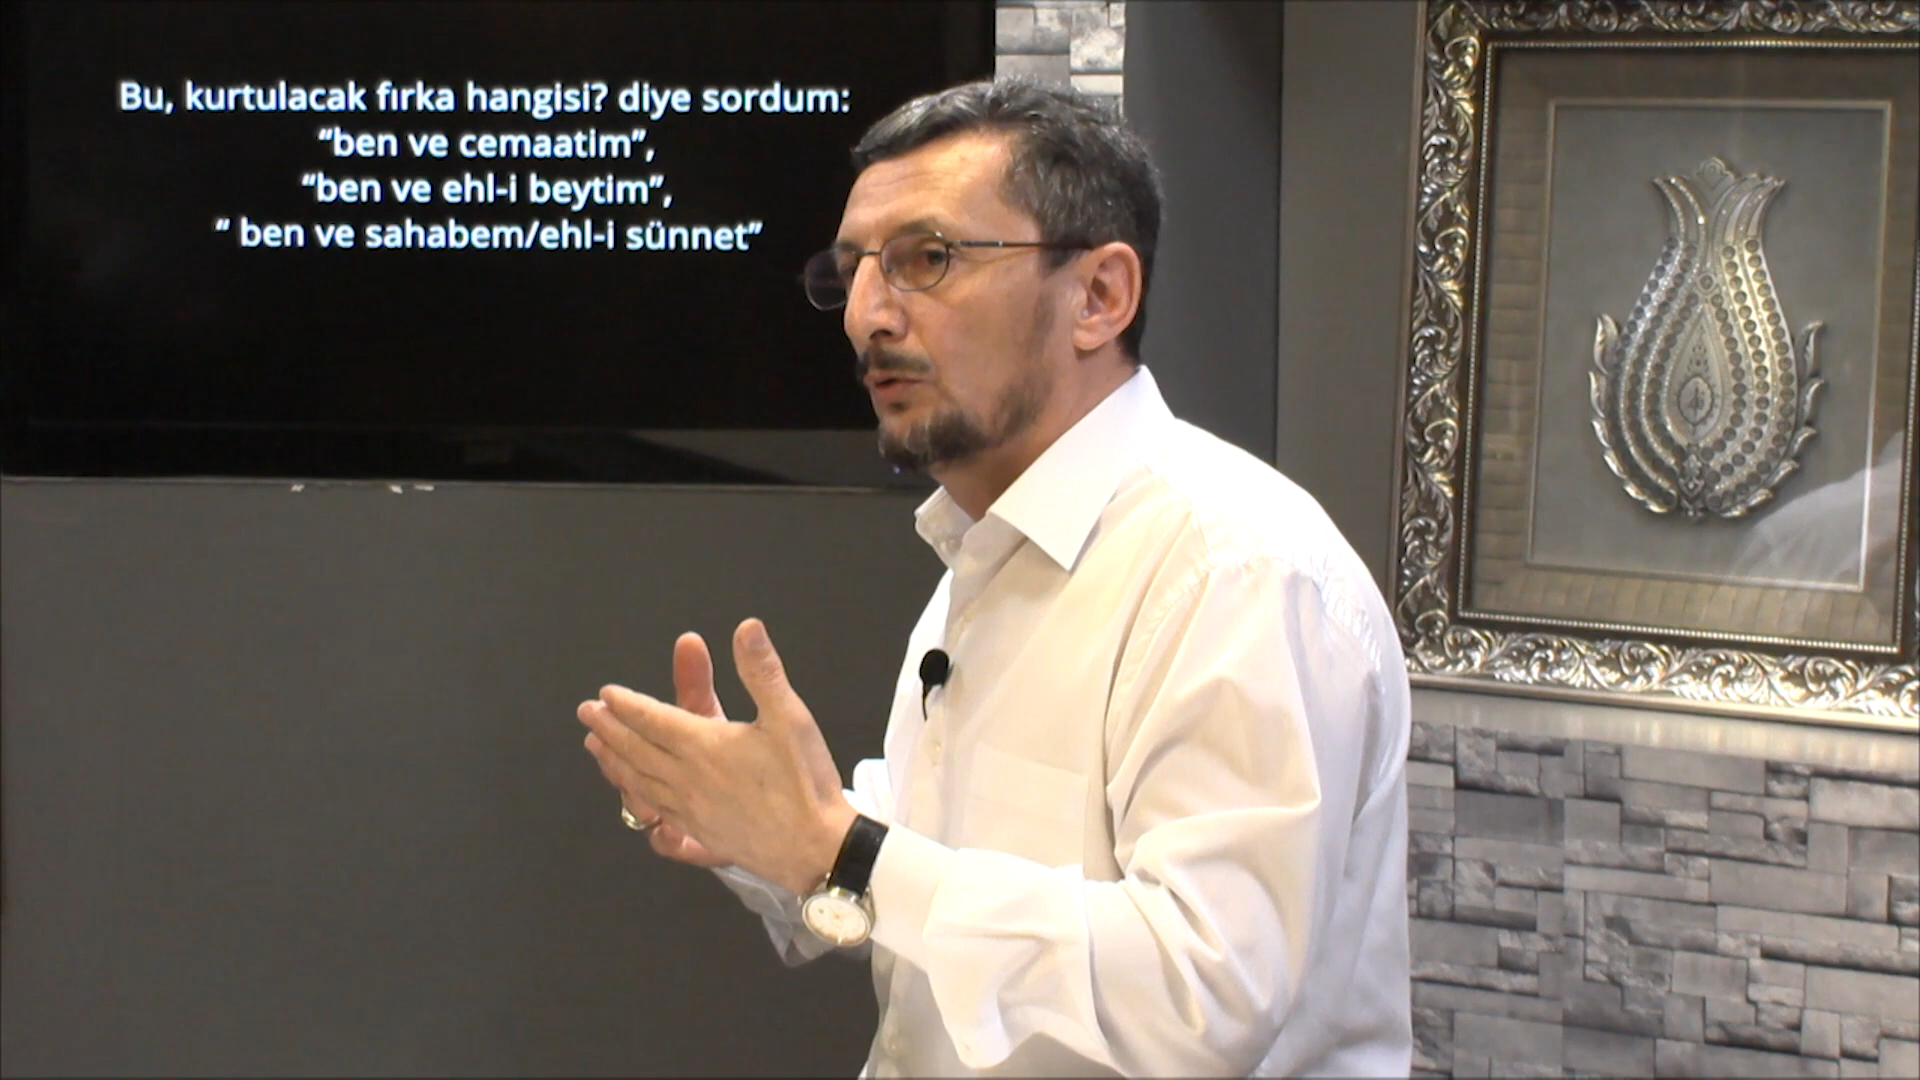 Bu, kurtulacak fırka hangisi? diye sordum:
“ben ve cemaatim”,
“ben ve ehl-i beytim”,
“ ben ve sahabem/ehl-i sünnet”